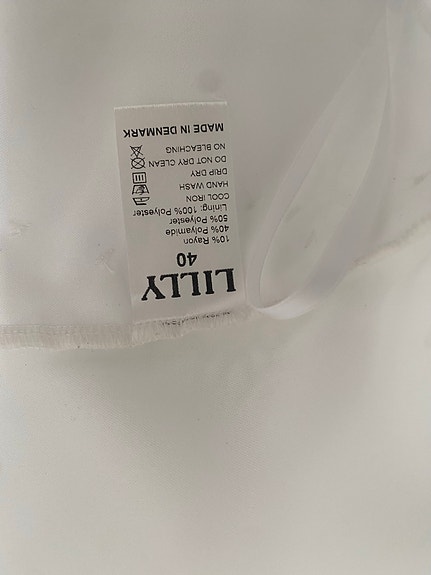 LILLY
40
10% Rayon
40% Polyamide
50% Polyester
Lining: 100% Polyester
COOL IRON
HAND WASH
DRIP DRY
DO NOT DRY CLEAN
NO BLEACHING
MADE IN DENMARK